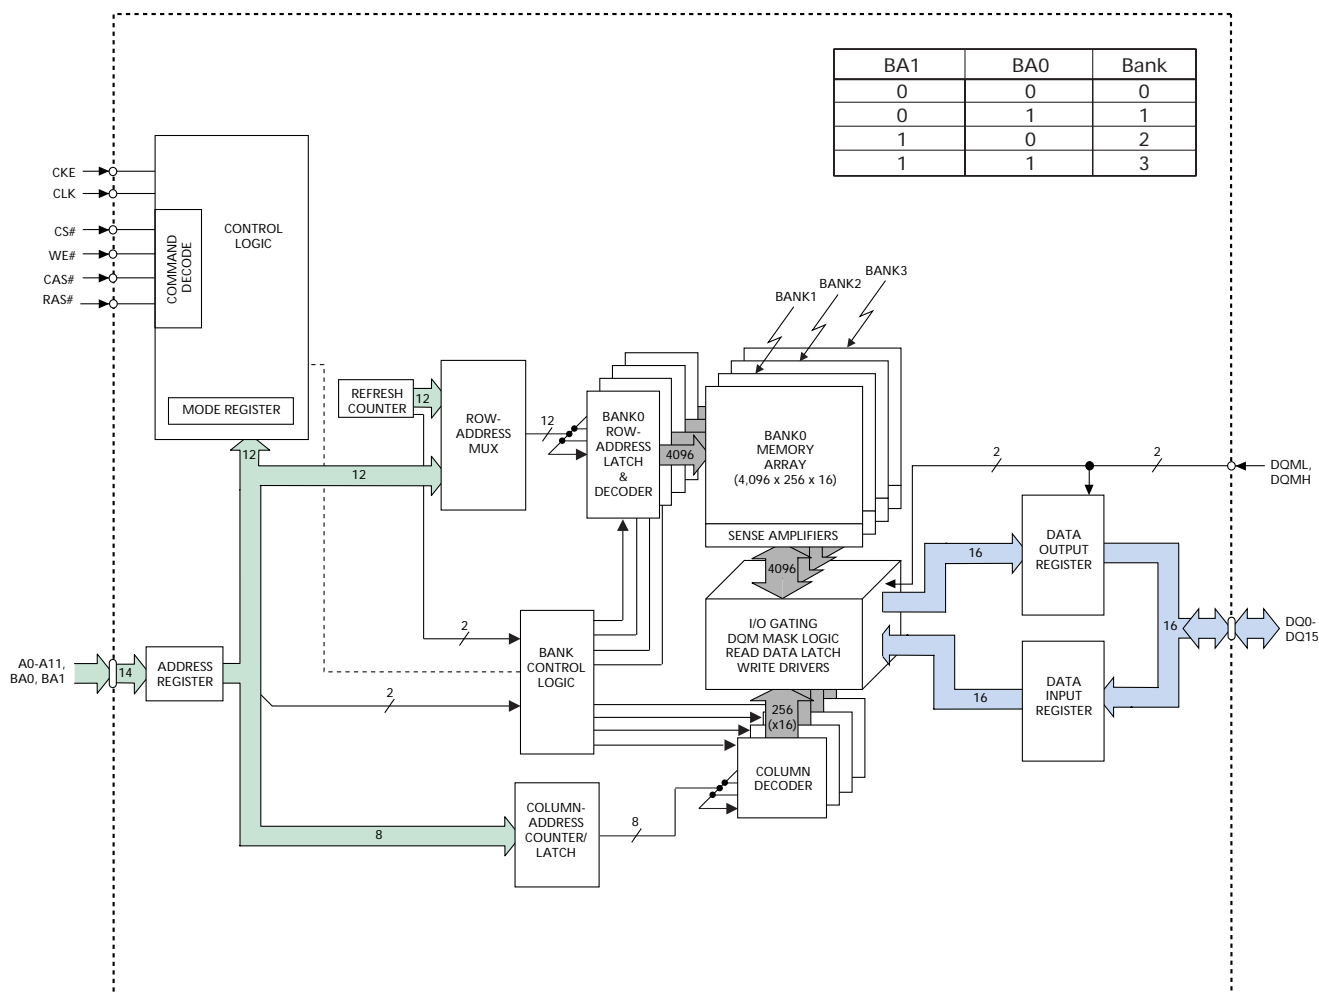 BA1 BA0 Bank
0 0 0
0 1 1
1 0 2
1 1 3
CKE
CLK
CS#
WE#
CAS#
RAS#
CONTROL
LOGIC
COMMAND
DECODE
MODE REGISTER
12
12
REFRESH
COUNTER
12
ROW-
ADDRESS
MUX
12
BANK0
ROW-
ADDRESS
LATCH
&
DECODER
4096
BANK1
BANK2
BANK3
BANK0
MEMORY
ARRAY
(4,096 x 256 x 16)
SENSE AMPLIFIERS
4096
I/O GATING
DQM MASK LOGIC
READ DATA LATCH
WRITE DRIVERS
2
2
DQML,
DQMH
DATA
OUTPUT
REGISTER
16
16
DQ0-
DQ15
DATA
INPUT
REGISTER
16
A0-A11,
BA0, BA1
14
ADDRESS
REGISTER
2
2
BANK
CONTROL
LOGIC
256
(x16)
COLUMN
DECODER
8
COLUMN-
ADDRESS
COUNTER/
LATCH
8